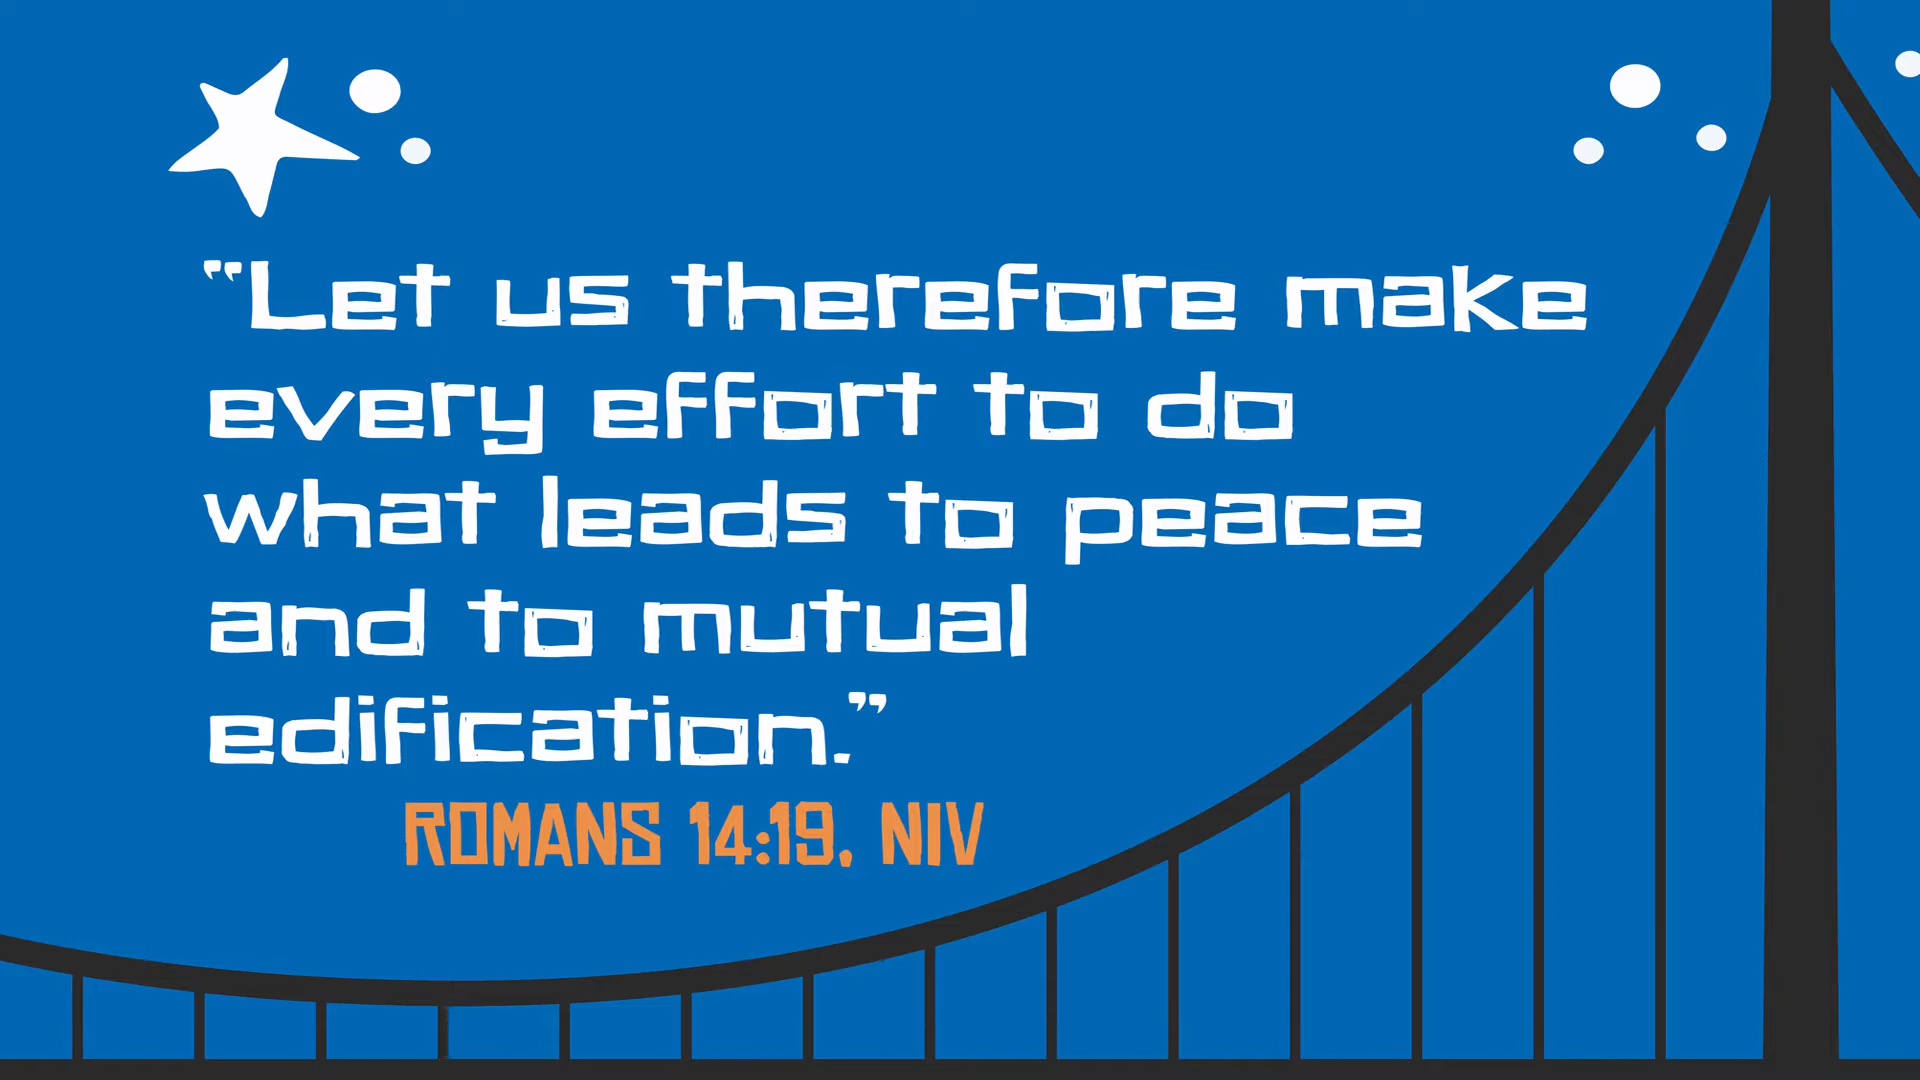 “Let us therefore make
every effort to do
what leads to peace
and to mutual
edification.”
ROMANS 14:19, NIV